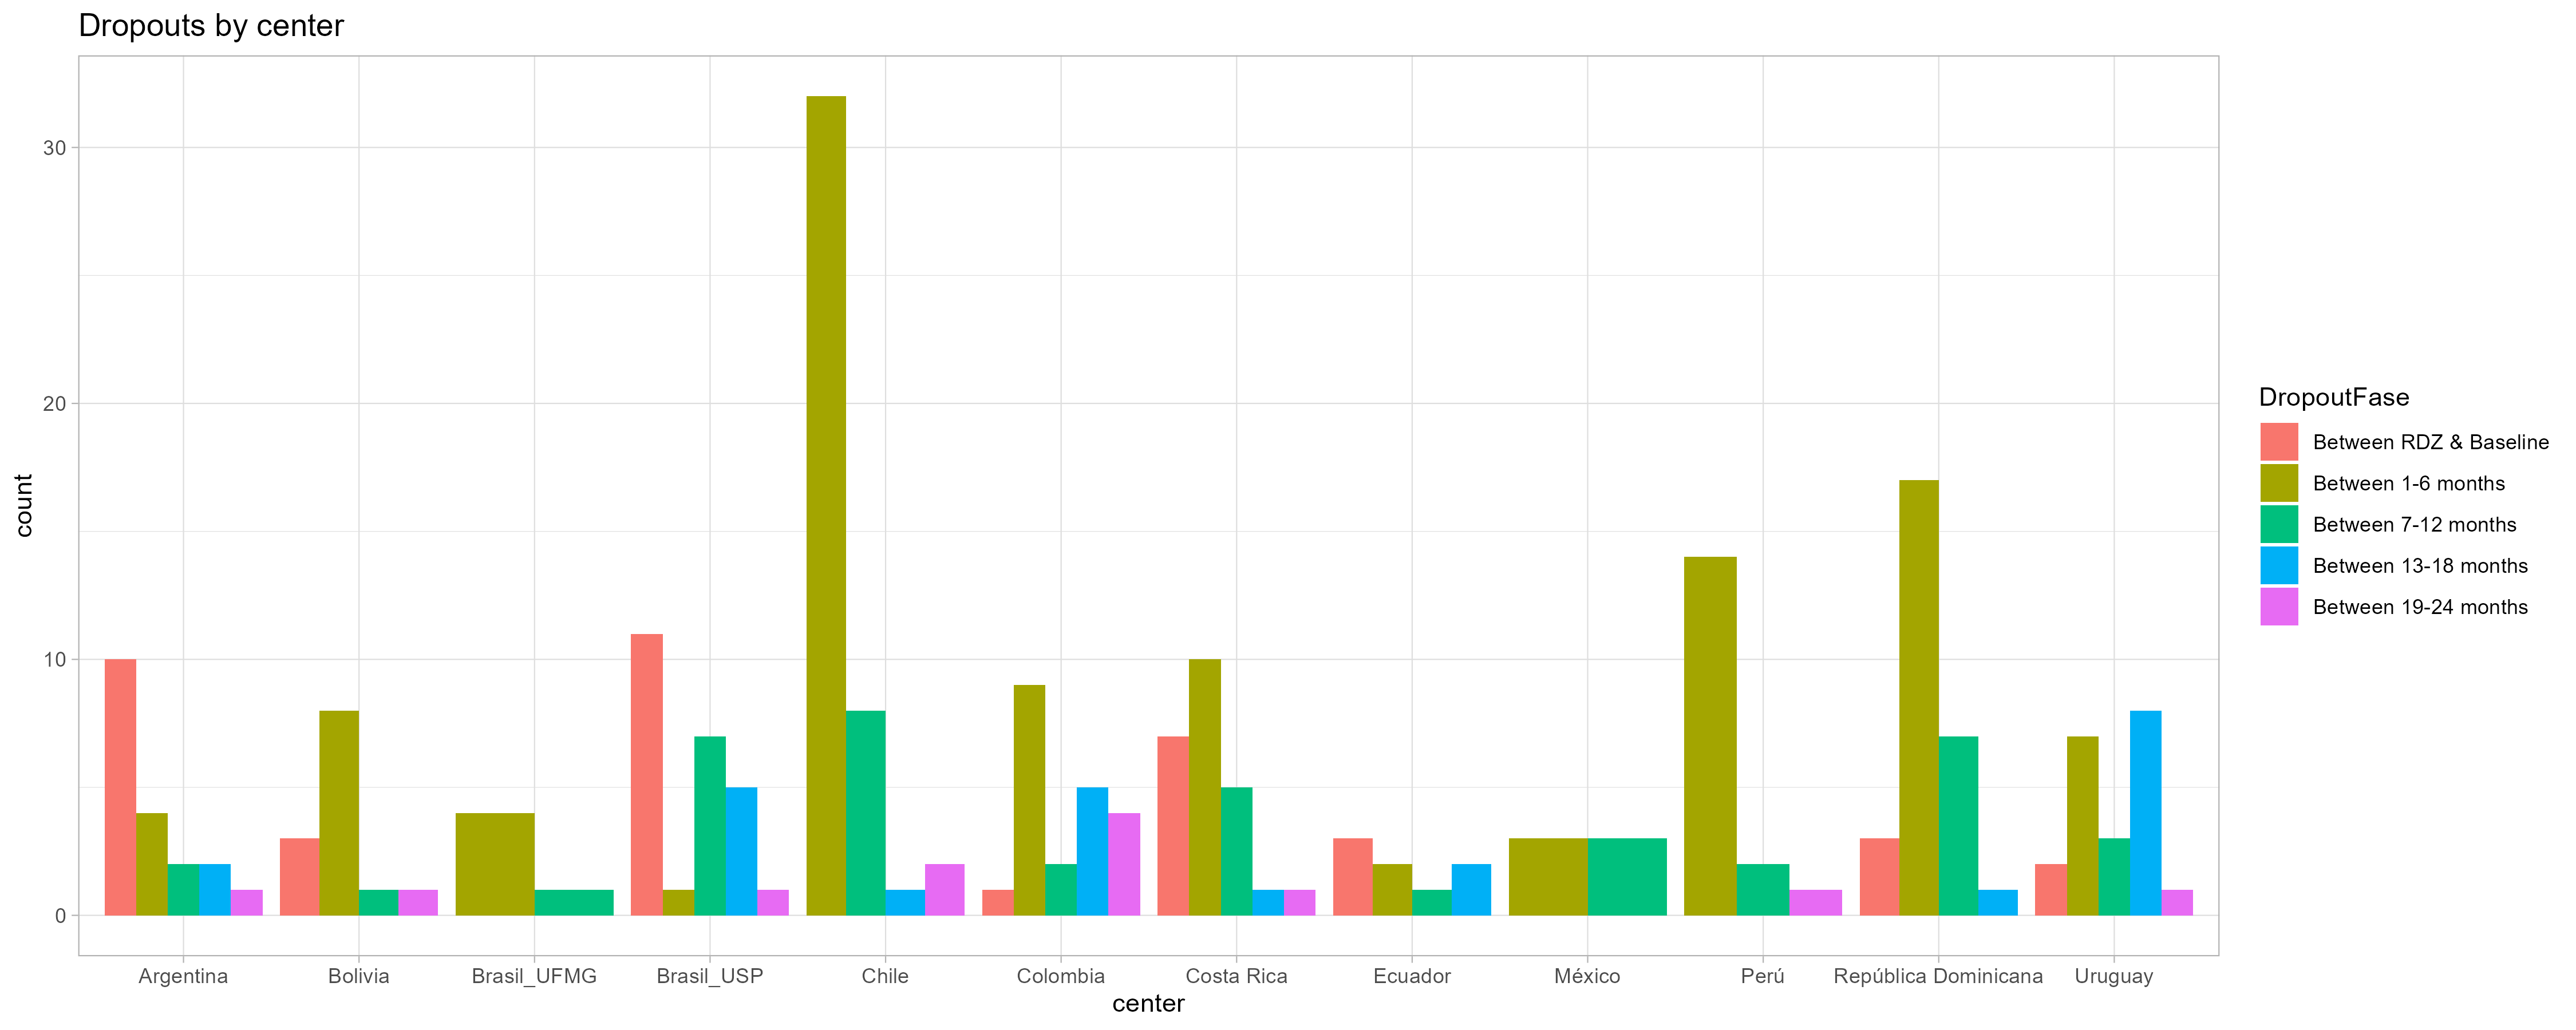 Dropouts by center
count
30
20
10
0
Argentina
Bolivia
Brasil_UFMG
Brasil_USP
Chile
Colombia
Costa Rica
Ecuador
México
Perú
República Dominicana
Uruguay
center
DropoutFase
Between RDZ & Baseline
Between 1-6 months
Between 7-12 months
Between 13-18 months
Between 19-24 months